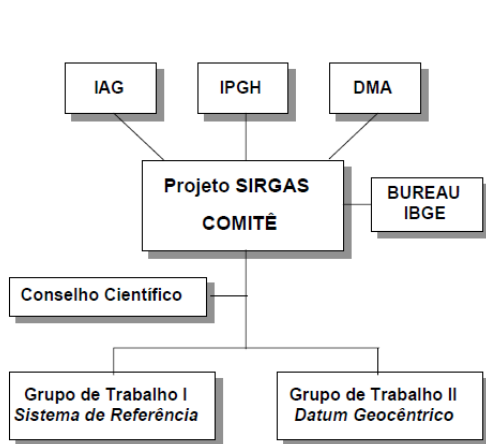 IAG
IPGH
DMA
Projeto SIRGAS
COMITÊ
BUREAU
IBGE
Conselho Científico
Grupo de Trabalho I
Sistema de Referência
Grupo de Trabalho II
Datum Geocêntrico